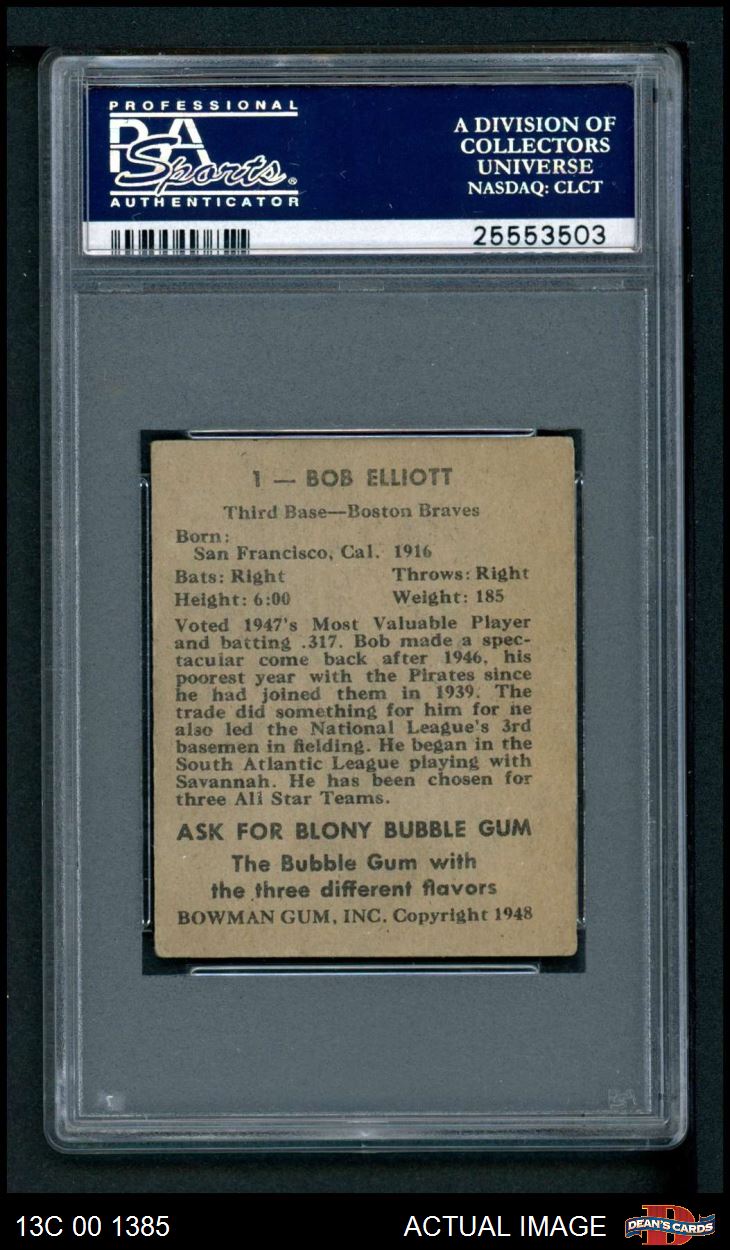 PROFESSIONAL
PSA
Sports®
AUTHENTICATOR
A DIVISION OF
COLLECTORS
UNIVERSE
NASDAQ: CLCT
25553503
1 — BOB ELLIOTT
Third Base—Boston Braves
Born:
San Francisco, Cal. 1916
Bats: Right Throws: Right
Height: 6:00 Weight: 185
Voted 1947's Most Valuable Player
and batting .317. Bob made a spec-
tacular come back after 1946, his
poorest year with the Pirates since
he had joined them in 1939. The
trade did something for him for he
also led the National League's 3rd
basemen in fielding. He began in the
South Atlantic League playing with
Savannah. He has been chosen for
three All Star Teams.
ASK FOR BLONY BUBBLE GUM
The Bubble Gum with
the three different flavors
BOWMAN GUM, INC. Copyright 1948
13C 00 1385
ACTUAL IMAGE
DEAN'S CARDS